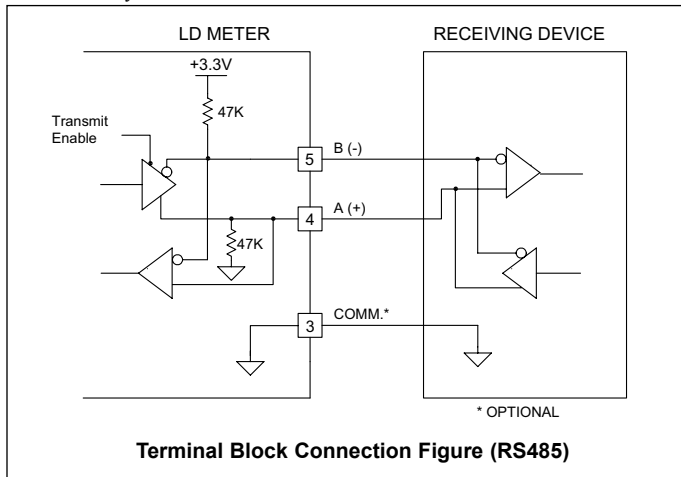 LD METER
RECEIVING DEVICE
+3.3V
47K
Transmit
Enable
5
B (-)
4
A (+)
47K
3
COMM.*
* OPTIONAL
Terminal Block Connection Figure (RS485)